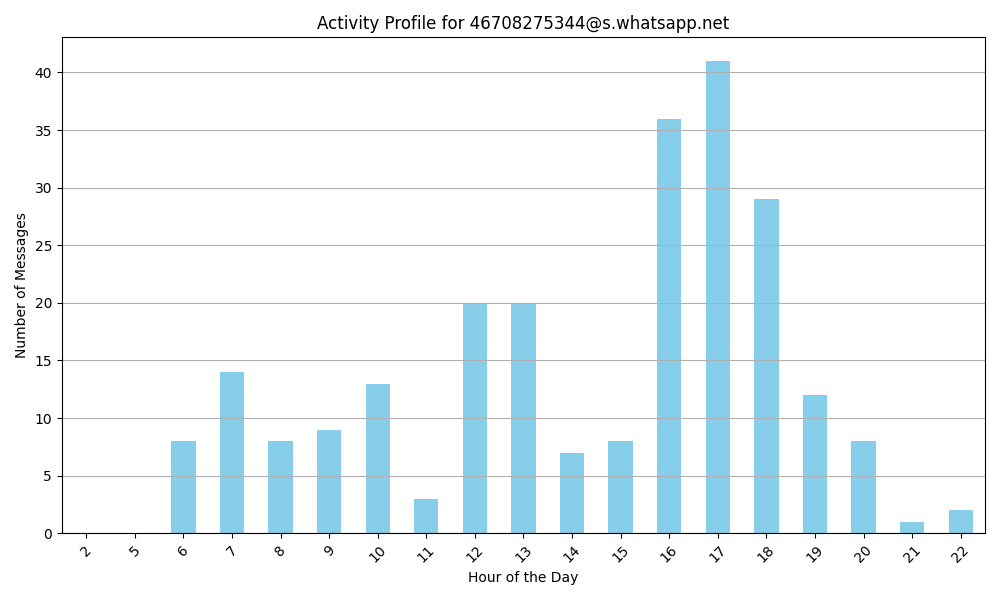 Activity Profile for 46708275344@s.whatsapp.net
Number of Messages
40
35
30
25
20
15
10
5
0
2 5 6 7 8 9 10 11 12 13 14 15 16 17 18 19 20 21 22
Hour of the Day